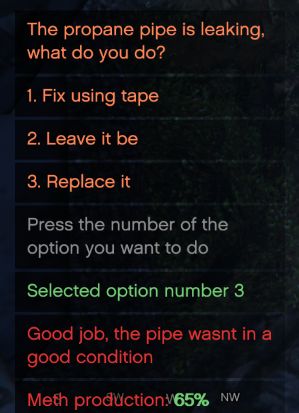 The propane pipe is leaking,
what do you do?
1. Fix using tape
2. Leave it be
3. Replace it
Press the number of the
option you want to do
Selected option number 3
Good job, the pipe wasnt in a
good condition
Meth production: 65% NW